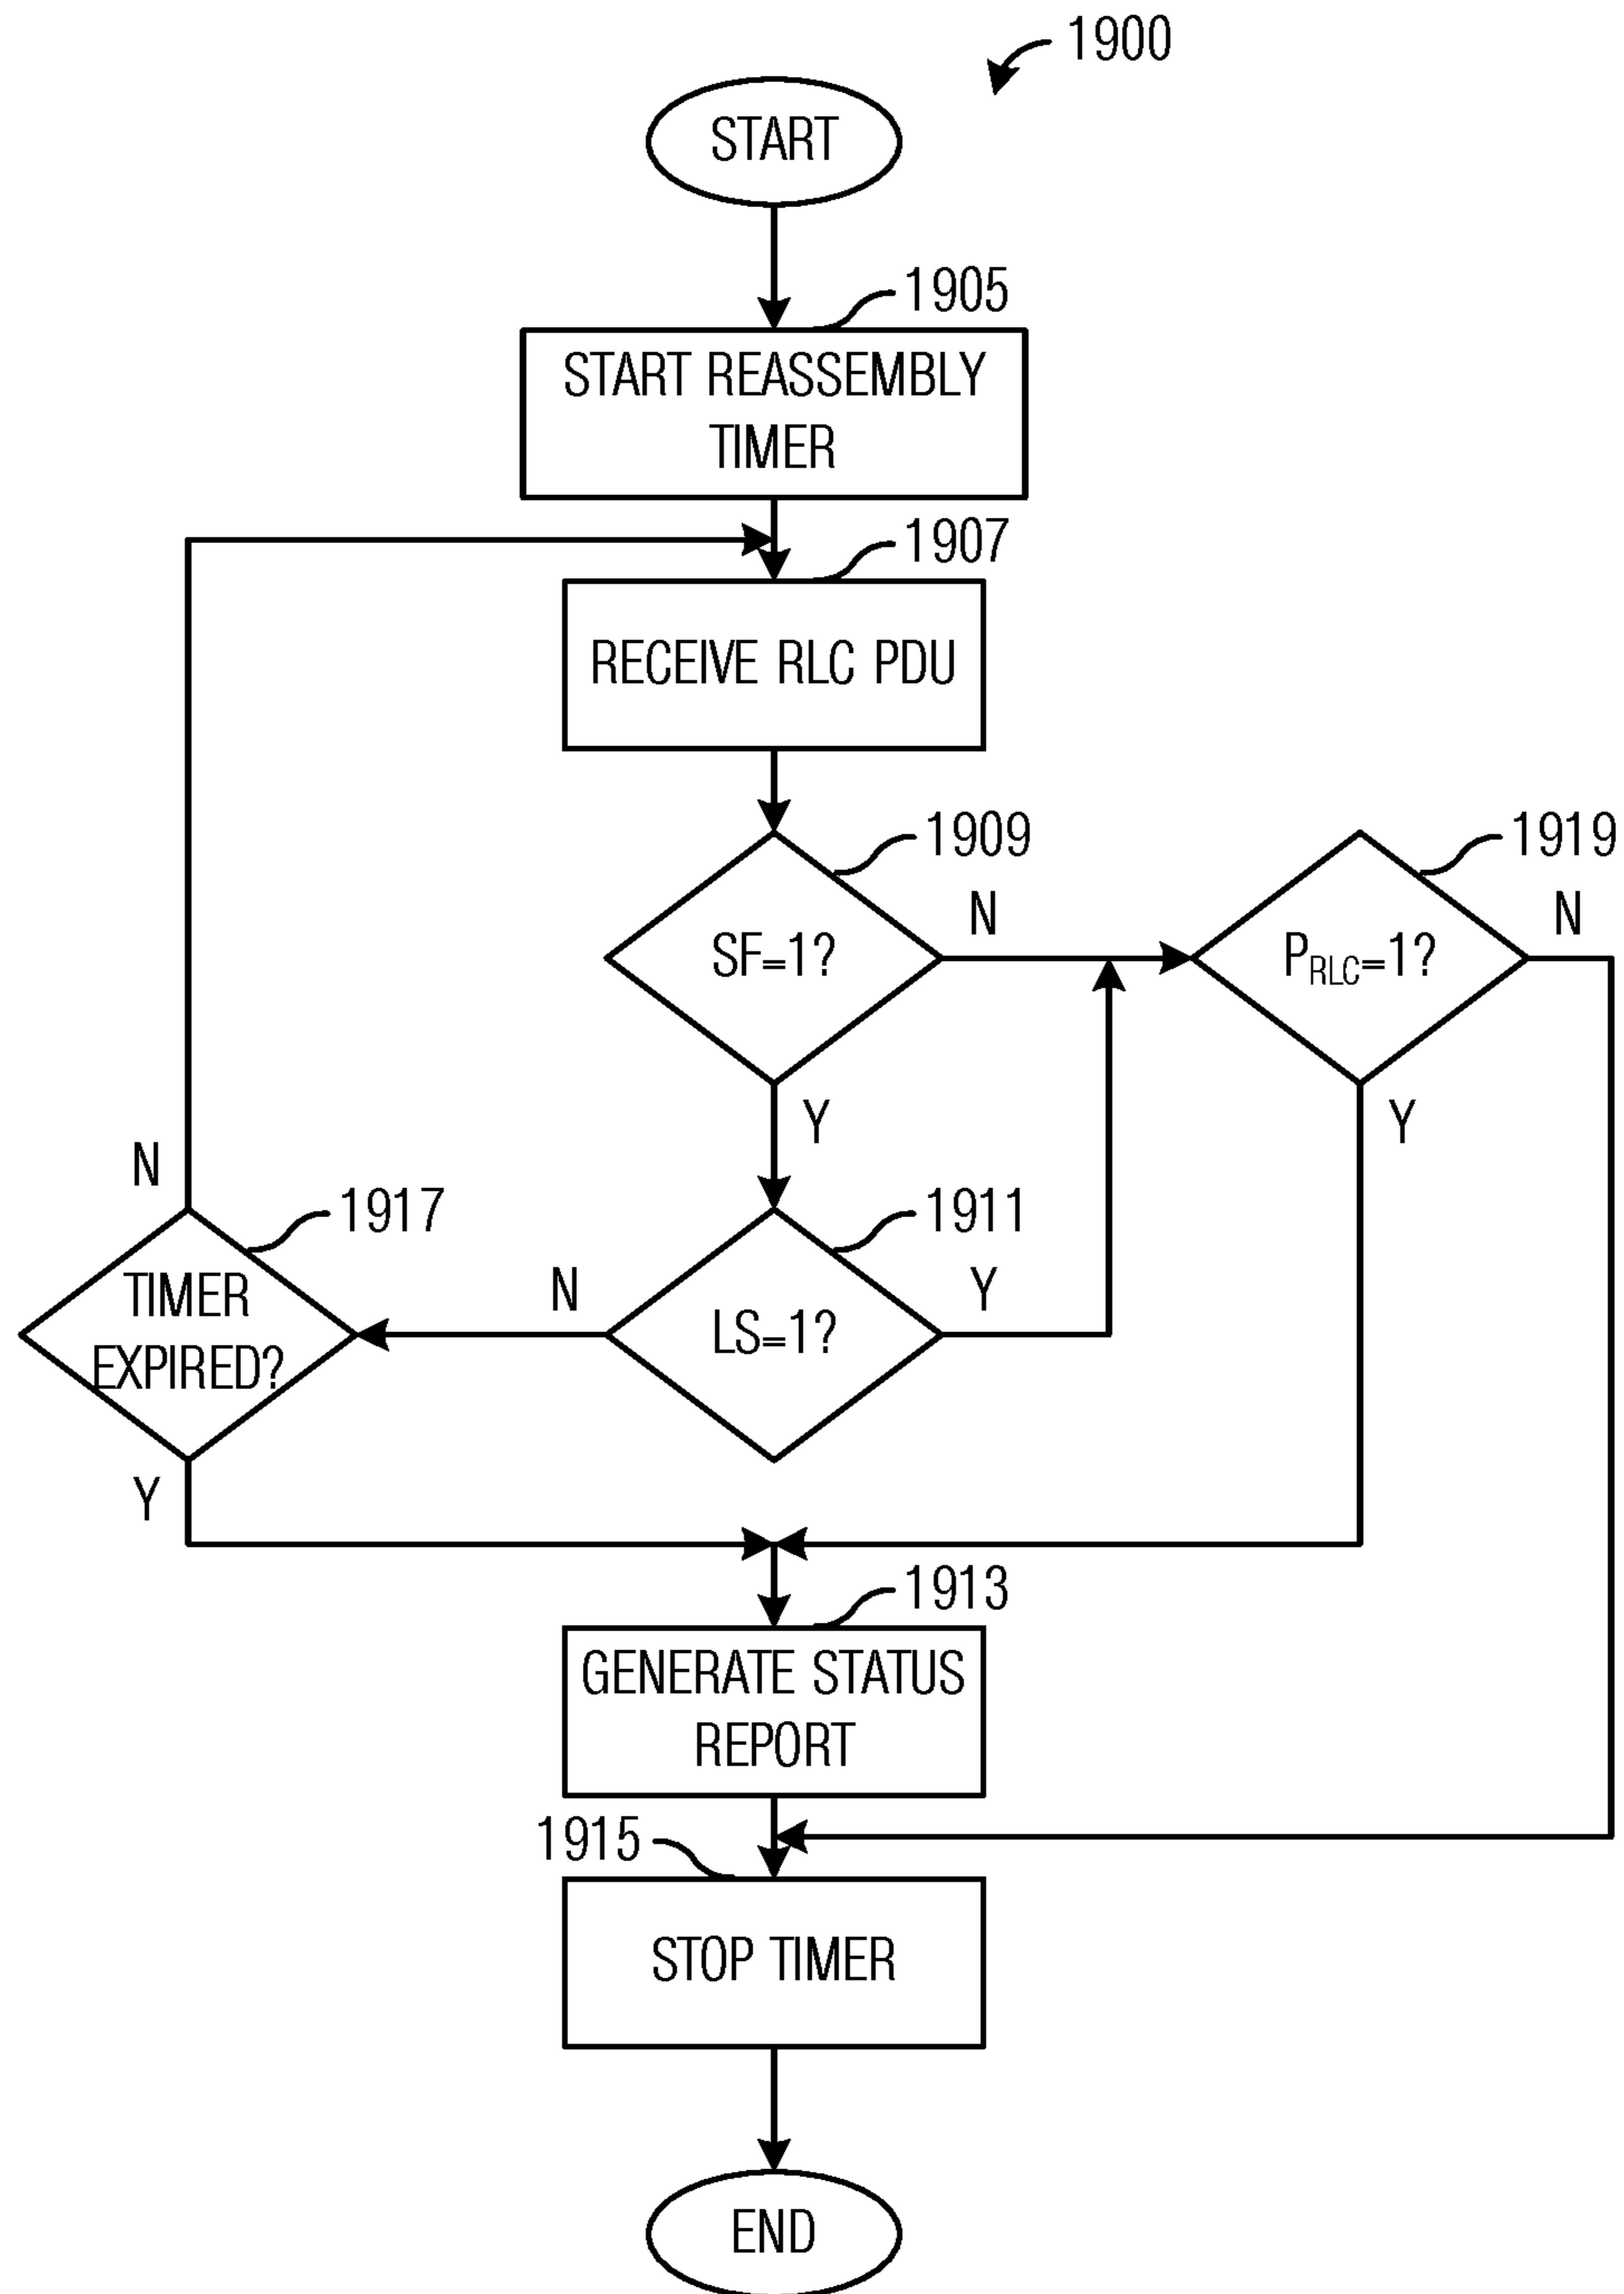 1900
START
1905
START REASSEMBLY
TIMER
1907
RECEIVE RLC PDU
1909
1919
N
N
SF=1?
PRLC=1?
Y
Y
N
1917
1911
TIMER
EXPIRED?
N
Y
LS=1?
Y
1913
GENERATE STATUS
REPORT
1915
STOP TIMER
END